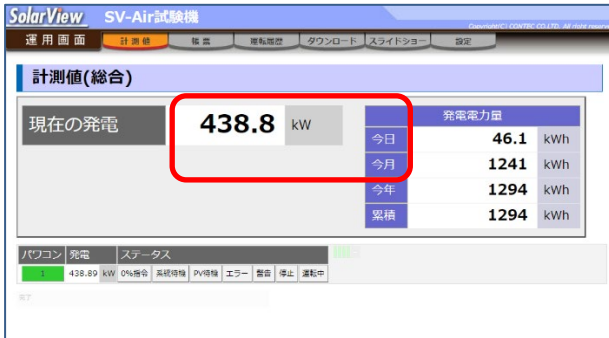 SolarView SV-Air試験機
Copyright(C) CONTEC CO.LTD. All right reserve
運用画面 計測値 帳票 運転履歴 ダウンロード スライドショー 設定
計測値(総合)
現在の発電 438.8 kW
発電電力量
今日 46.1 kWh
今月 1241 kWh
今年 1294 kWh
累積 1294 kWh
パワコン 発電 ステータス
1 438.89 kW 0%指令 系統待機 PV待機 エラー 警告 停止 運転中
完了